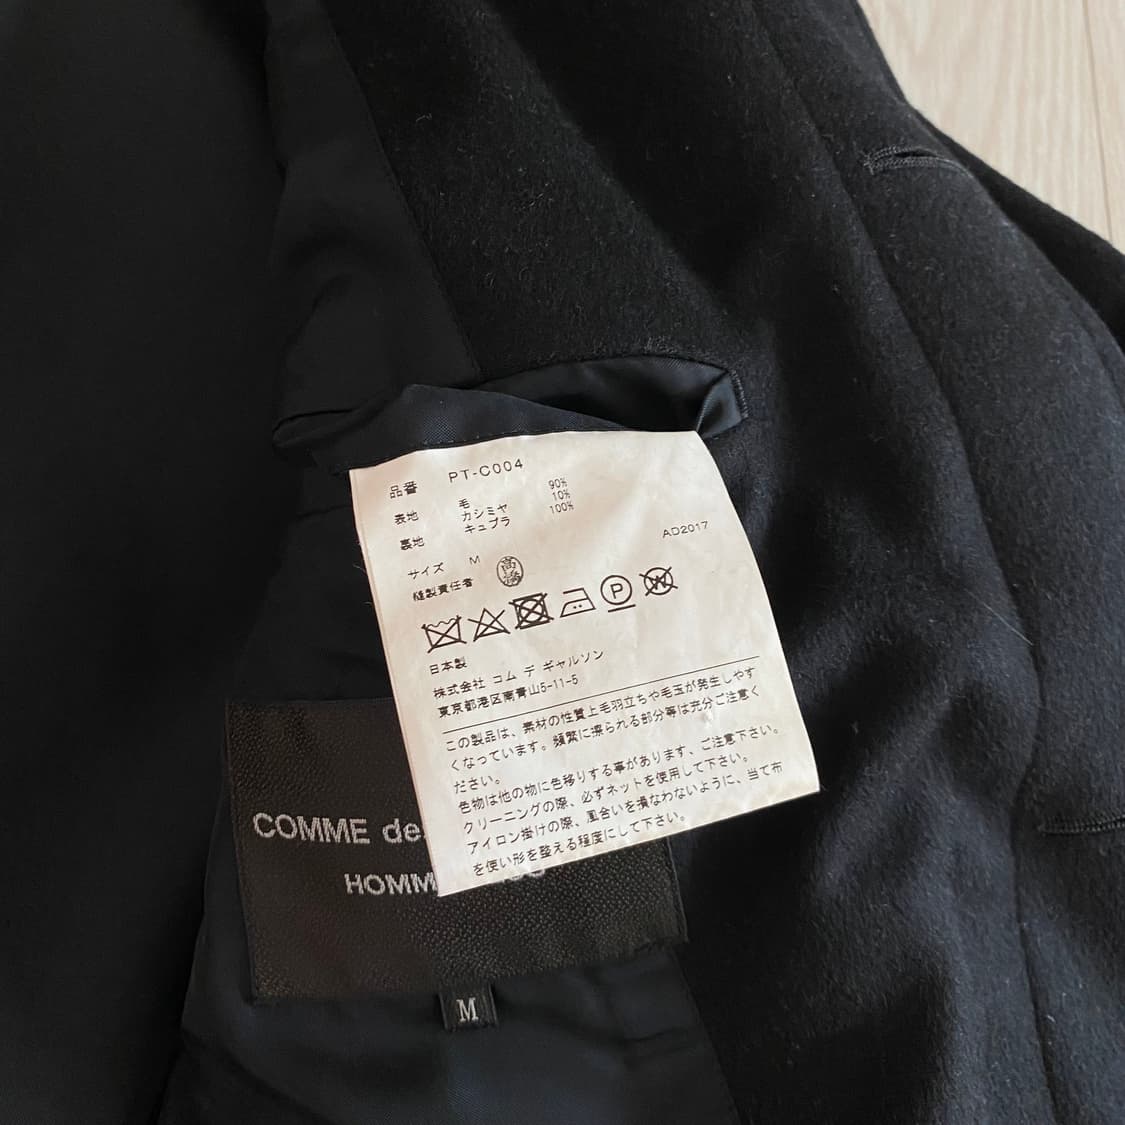 品番 PT-C004
表地 毛 90%
カシミヤ 10%
裏地 キュプラ 100%
AD2017
サイズ M
縫製責任者 高橋
P
W
日本製
株式会社 コム デ ギャルソン
東京都港区南青山5-11-5
この製品は、素材の性質上毛羽立ちや毛玉が発生しやす
くなっています。頻繁に擦られる部分等は充分ご注意く
ださい。
色物は他の物に色移りする事があります、ご注意下さい。
クリーニングの際、必ずネットを使用して下さい。
アイロン掛けの際、風合いを損なわないように、当て布
を使い形を整える程度にして下さい。
COMME de
HOMM
M